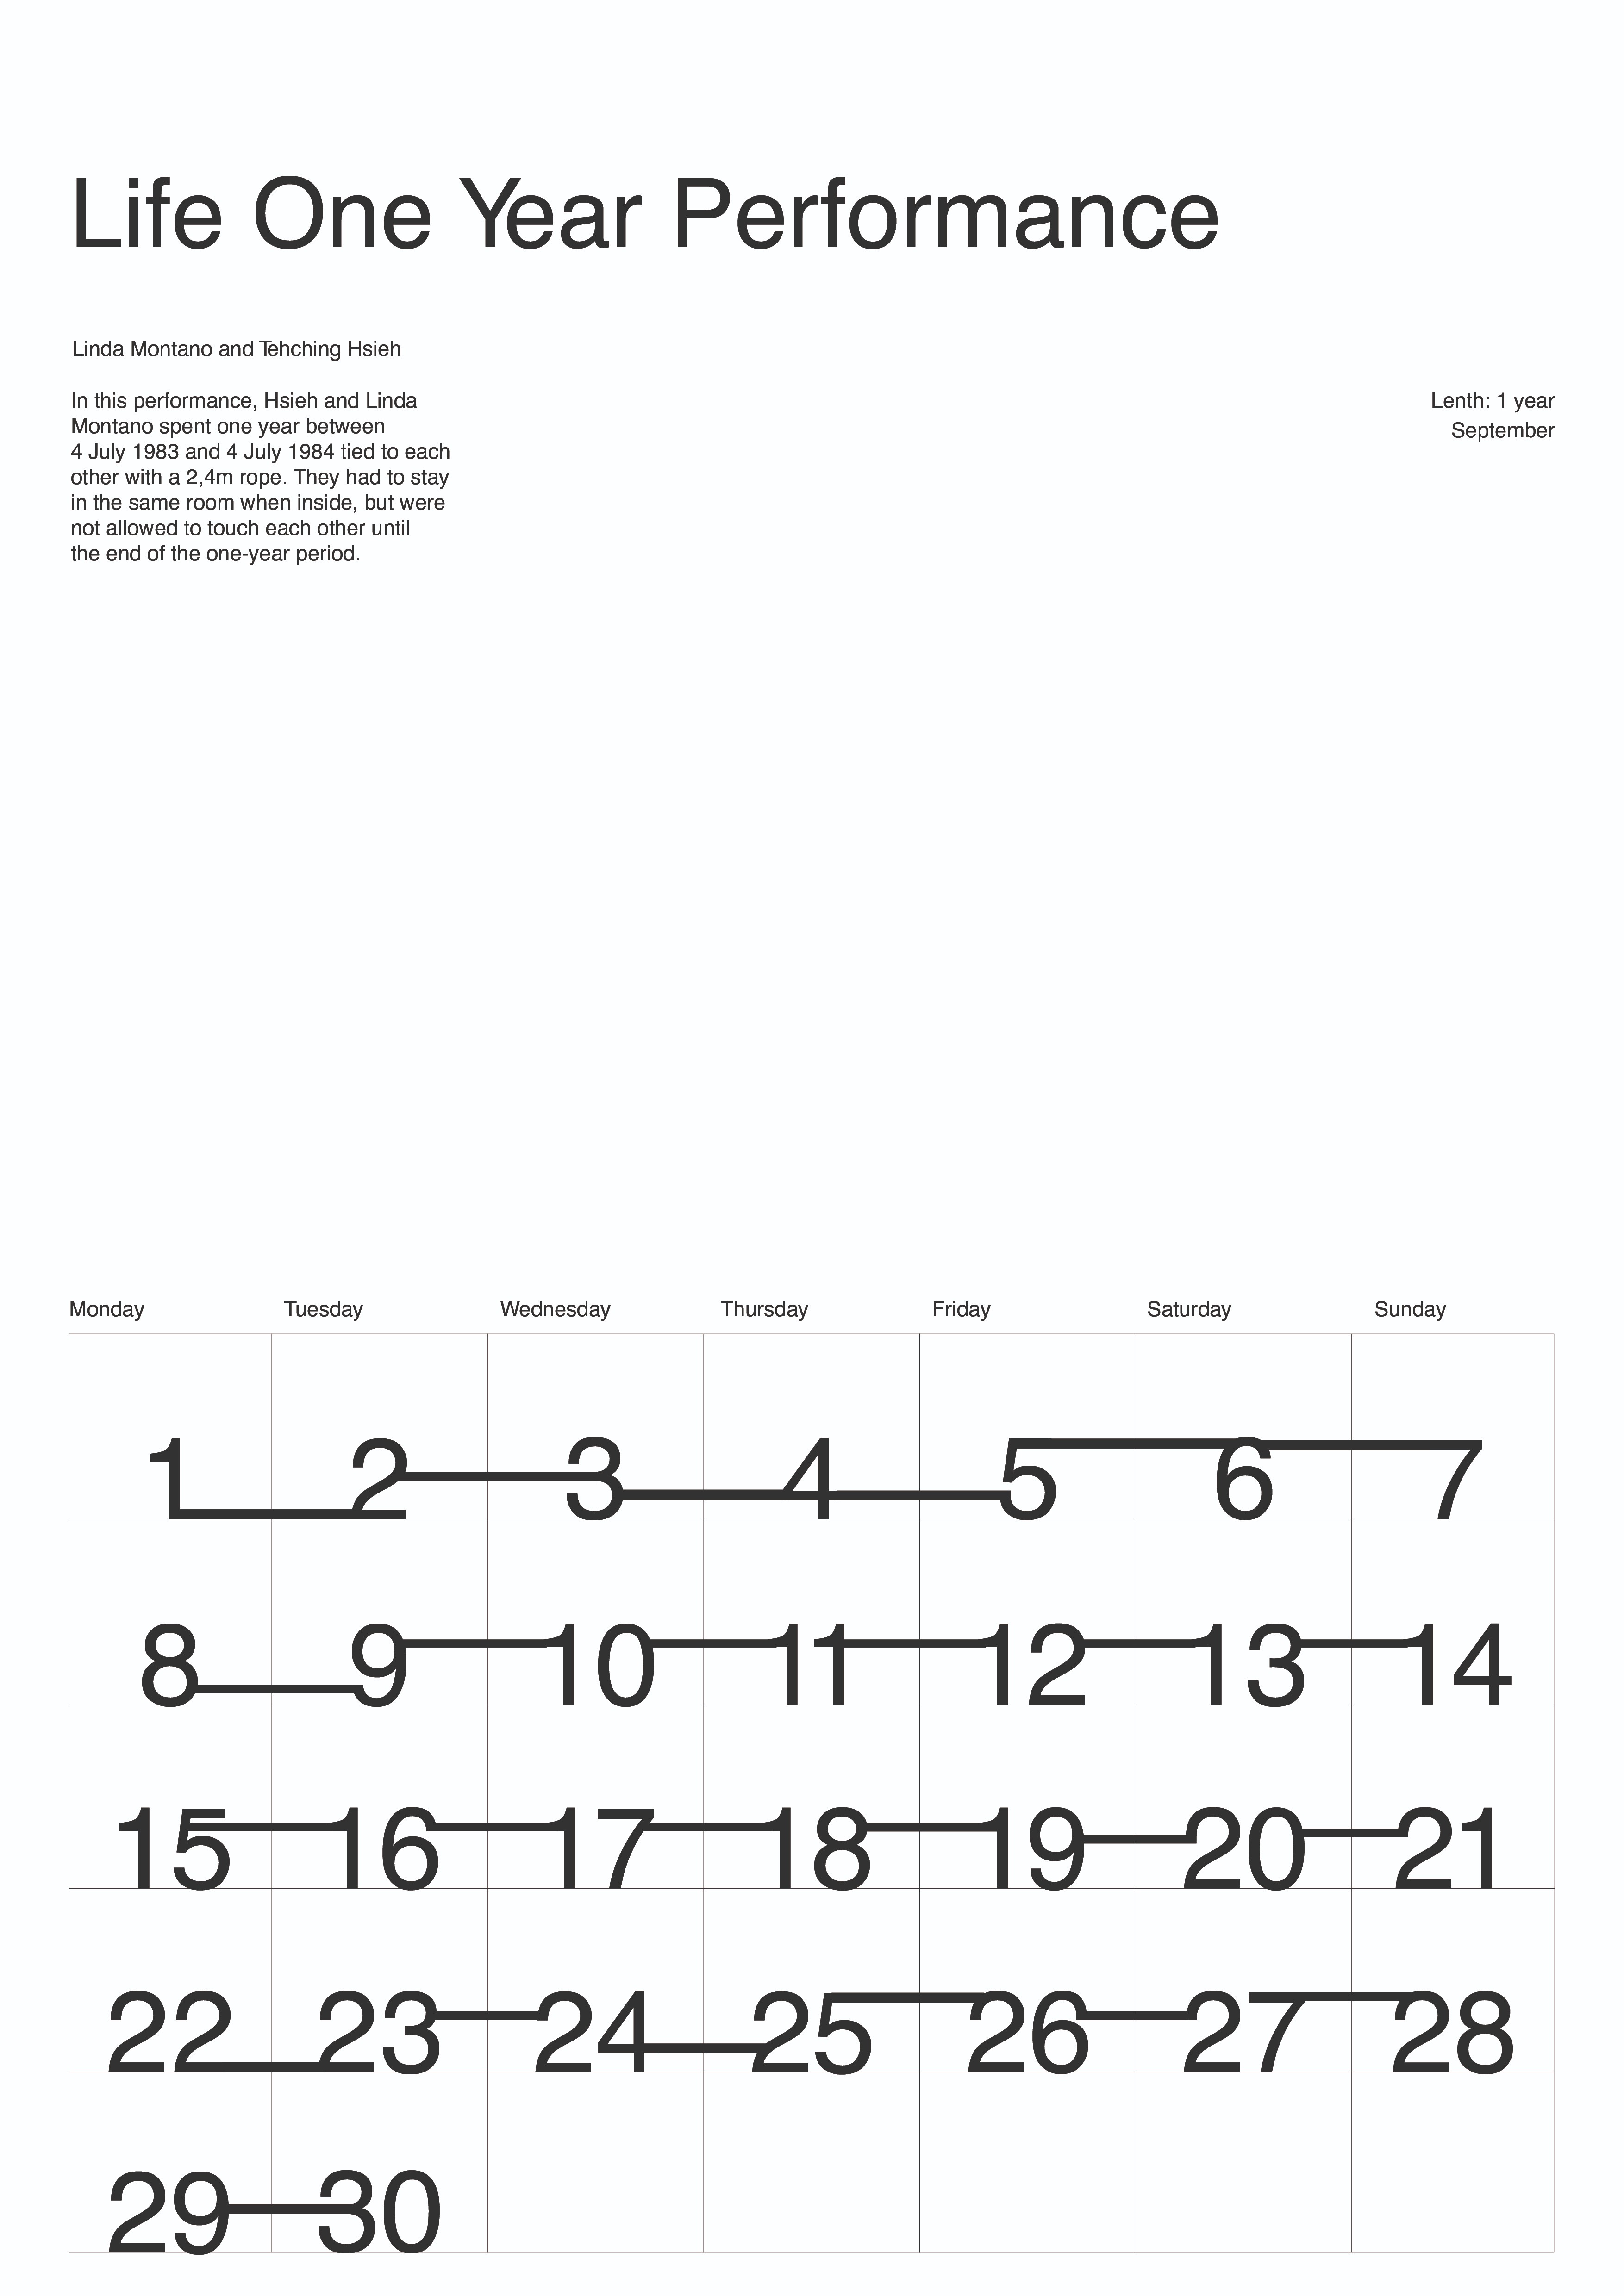 Life One Year Performance
Linda Montano and Tehching Hsieh
In this performance, Hsieh and Linda
Montano spent one year between
4 July 1983 and 4 July 1984 tied to each
other with a 2,4m rope. They had to stay
in the same room when inside, but were
not allowed to touch each other until
the end of the one-year period.
Lenth: 1 year
September
Monday Tuesday Wednesday Thursday Friday Saturday Sunday
1 2 3 4 5 6 7
8 9 10 11 12 13 14
15 16 17 18 19 20 21
22 23 24 25 26 27 28
29 30